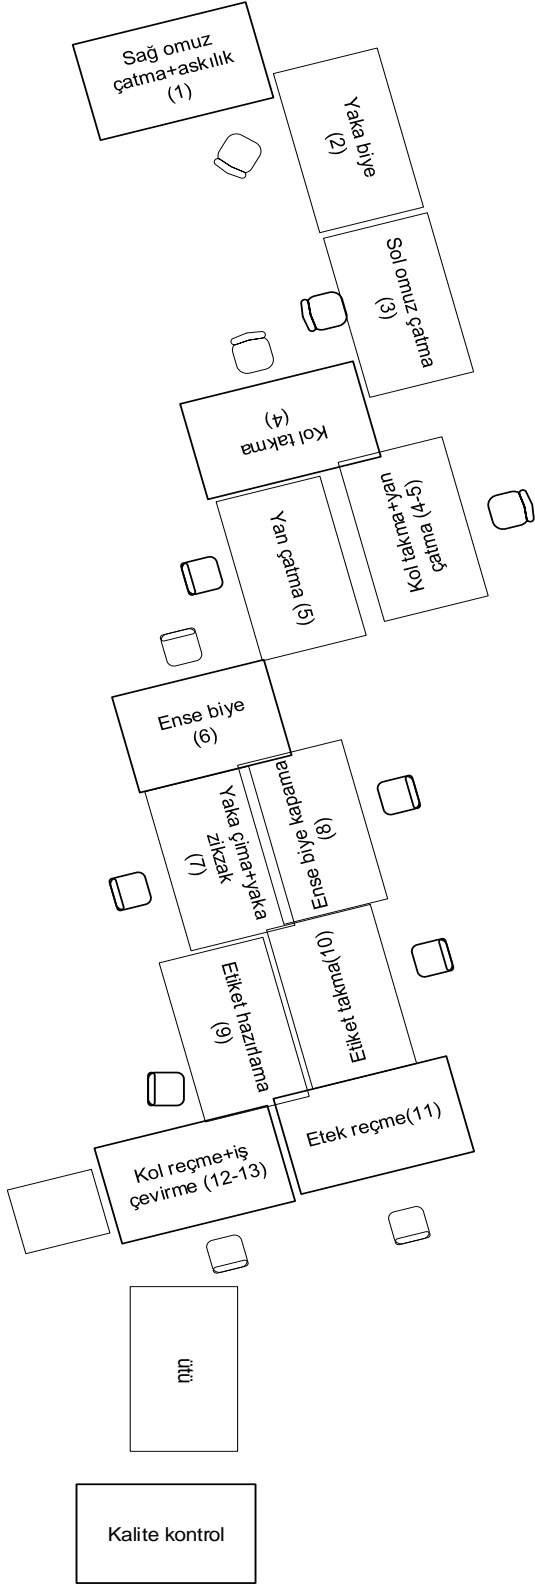 Sağ omuz
çatma+askılık
(1)
Yaka biye
(2)
Sol omuz çatma
(3)
Kol takma
(4)
Kol takma+yan
çatma (4-5)
Yan çatma (5)
Ense biye
(6)
Yaka çima+yaka
zikzak
(7)
Ense biye kapama
(8)
Etiket hazırlama
(9)
Etiket takma(10)
Etek reçme(11)
Kol reçme+iş
çevirme (12-13)
ütü
Kalite kontrol